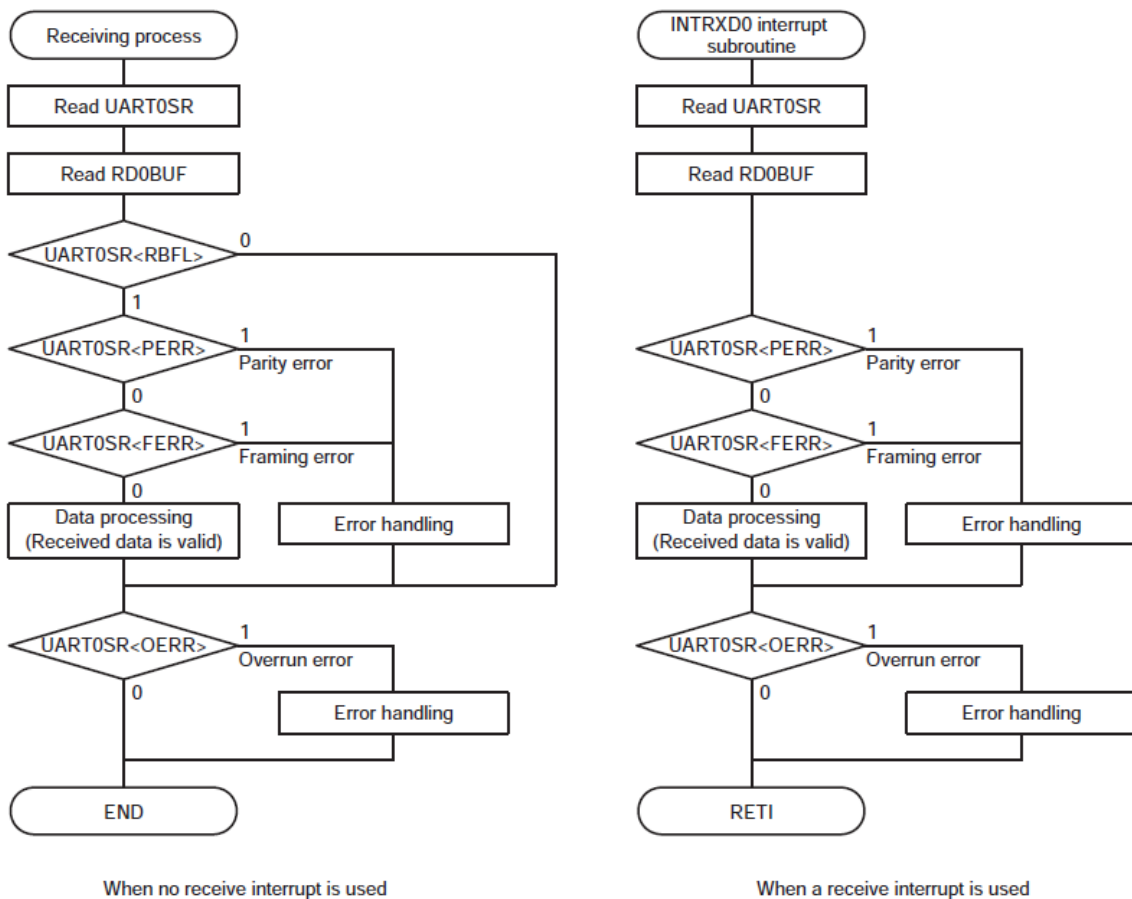 Receiving process
Read UART0SR
Read RD0BUF
UART0SR<RBFL>
0
1
UART0SR<PERR>
1
Parity error
0
UART0SR<FERR>
1
Framing error
0
Data processing
(Received data is valid)
Error handling
UART0SR<OERR>
1
Overrun error
0
Error handling
END
When no receive interrupt is used
INTRXD0 interrupt
subroutine
Read UART0SR
Read RD0BUF
UART0SR<PERR>
1
Parity error
0
UART0SR<FERR>
1
Framing error
0
Data processing
(Received data is valid)
Error handling
UART0SR<OERR>
1
Overrun error
0
Error handling
RETI
When a receive interrupt is used